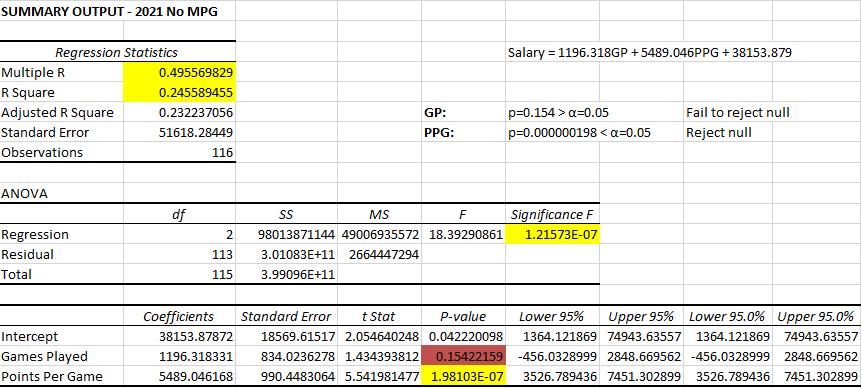 SUMMARY OUTPUT - 2021 No MPG
Regression Statistics Salary = 1196.318GP + 5489.046PPG + 38153.879
Multiple R 0.495569829
R Square 0.245589455
Adjusted R Square 0.232237056 GP: p=0.154 > α=0.05 Fail to reject null
Standard Error 51618.28449 PPG: p=0.000000198 < α=0.05 Reject null
Observations 116
ANOVA
df SS MS F Significance F
Regression 2 98013871144 49006935572 18.39290861 1.21573E-07
Residual 113 3.01083E+11 2664447294
Total 115 3.99096E+11
Coefficients Standard Error t Stat P-value Lower 95% Upper 95% Lower 95.0% Upper 95.0%
Intercept 38153.87872 18569.61517 2.054640248 0.042220098 1364.121869 74943.63557 1364.121869 74943.63557
Games Played 1196.318331 834.0236278 1.434393812 0.15422159 -456.0328999 2848.669562 -456.0328999 2848.669562
Points Per Game 5489.046168 990.4483064 5.541981477 1.98103E-07 3526.789436 7451.302899 3526.789436 7451.302899